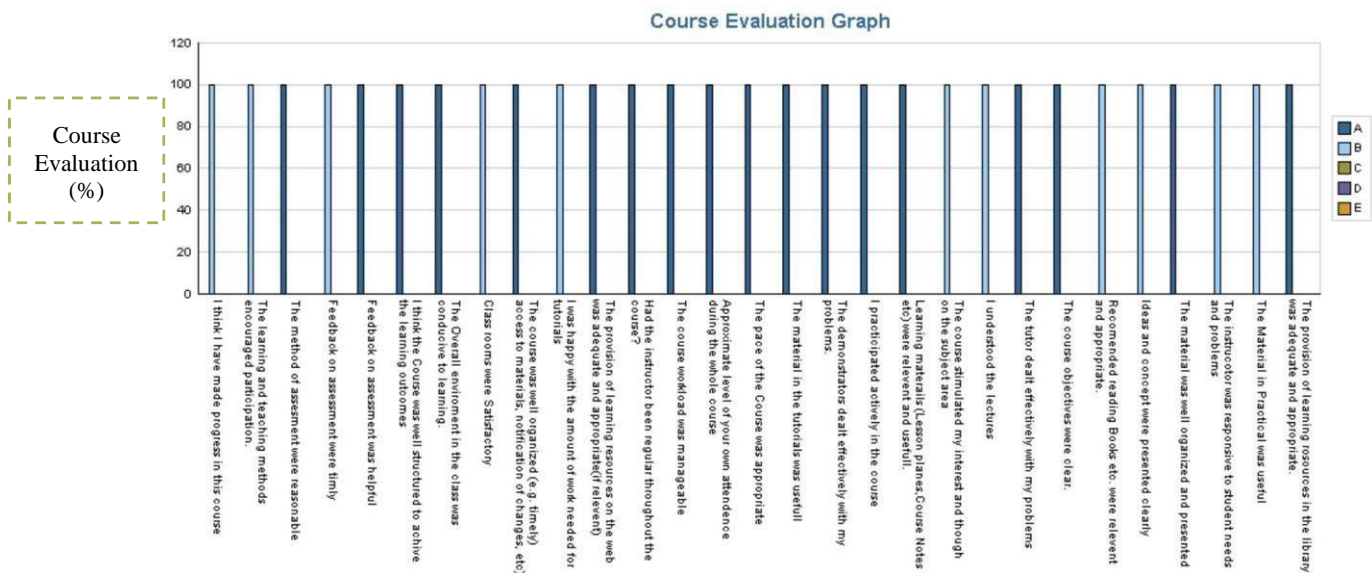 Course Evaluation Graph
Course
Evaluation
(%)
120
100
80
60
40
20
0
A
B
C
D
E
I think I have made progress in this course
The learning and teaching methods
encouraged participation.
The method of assesment were reasonable
Feedback on assessment were timly
Feedback on assessment was helpful
I think the Course was well structured to achive
the learning outcomes
The Overall enviroment in the class was
conducive to learning.
Class rooms were Satisfactory
The course was well organized (e.g. timely)
access to materials, notification of changes, etc)
I was happy with the amount of work needed for
tutorials
The provision of learning resources on the web
was adequate and appropriate(if relevent)
Had the instructor been regular throughout the
course?
The course workload was manageable
Approximate level of your own attendence
during the whole course
The pace of the Course was appropriate
The material in the tutorials was usefull
The demonstrators dealt effectively with my
problems.
I participated actively in the course
Learning materails (Lesson planes,Course Notes
etc) were relevent and usefull.
The course stimulated my interest and though
on the subject area
I understood the lectures
The tutor dealt effectively with my problems
The course objectives were clear.
Recomended reading Books etc. were relevent
and appropriate.
Ideas and concept were presented clearly
The material was well organized and presented
The instructor was responsive to student needs
and problems
The Material in Practical was useful
The provision of learning rosources in the library
was adequate and appropriate.